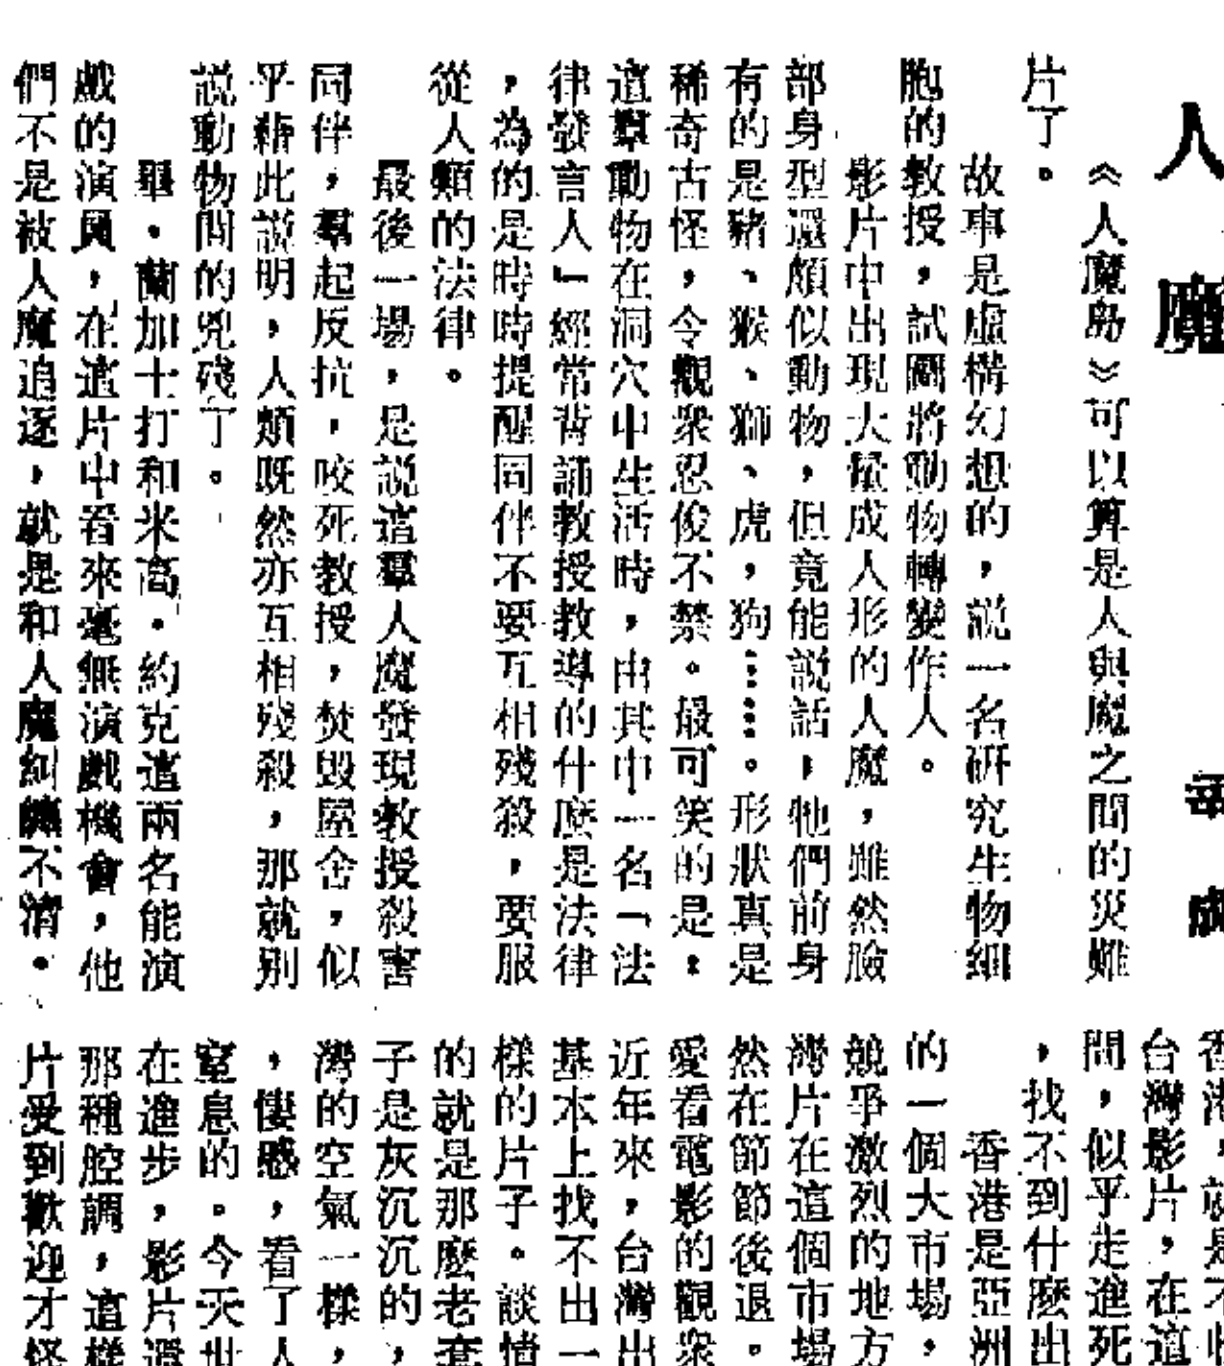 人魔
《人魔島》可以算是人與魔之間的災難
片了。
故事是虛構幻想的，説一名研究生物細
胞的教授，試圖將動物轉變作人。
影片中出現大量成人形的人魔，雖然臉
部身型還頗似動物，但竟能説話，牠們前身
有的是豬、猴、獅、虎，狗……。形狀真是
稀奇古怪，令觀衆忍俊不禁。最可笑的是：
這羣動物在洞穴中生活時，由其中一名「法
律發言人」經常背誦教授教導的什麽是法律
，為的是時時提醒同伴不要互相殘殺，要服
從人類的法律。
最後一場，是説這羣人魔發現教授殺害
同伴，羣起反抗，咬死教授，焚毀屋舍，似
乎藉此説明，人類既然亦互相殘殺，那就別
説動物間的兇殘了。
畢・蘭加士打和米高・約克這兩名能演
戲的演員，在這片中看來毫無演戲機會，他
們不是被人魔追逐，就是和人魔糾纏不清。
台灣影片，在這
間，似乎走進死
，找不到什麽出
香港是亞洲
的一個大市場，
競爭激烈的地方
灣片在這個市場
然在節節後退。
愛看電影的觀衆
近年來，台灣出
基本上找不出一
樣的片子。談情
的就是那麽老套
子是灰沉沉的，
灣的空氣一樣，
，悽慼，看了人
窒息的。今天世
在進步，影片還
那種腔調，這樣
片受到歡迎才怪